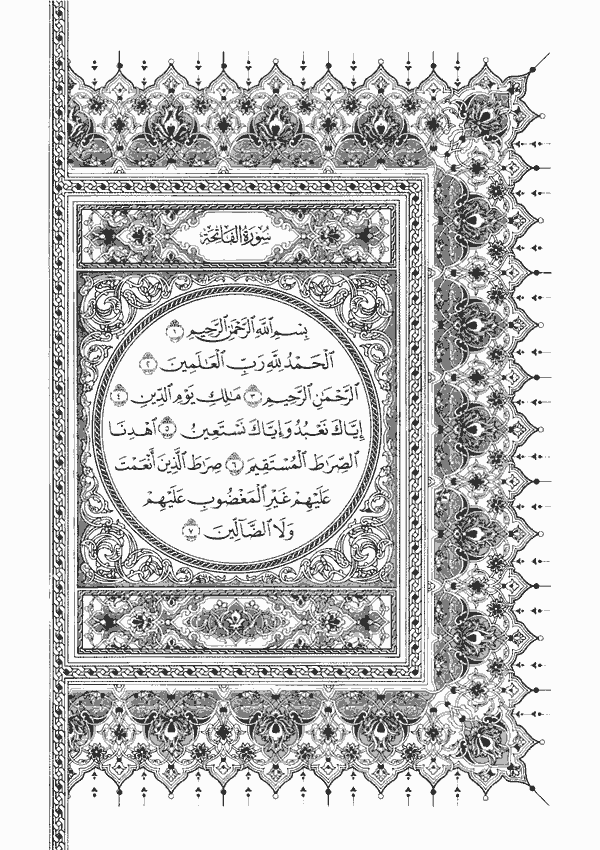 سُورَةُ الفَاتِحَةِ
بِسْمِ ٱللَّهِ ٱلرَّحْمَٰنِ ٱلرَّحِيمِ ١
ٱلْحَمْدُ لِلَّهِ رَبِّ ٱلْعَٰلَمِينَ ٢
ٱلرَّحْمَٰنِ ٱلرَّحِيمِ ٣ مَٰلِكِ يَوْمِ ٱلدِّينِ ٤
إِيَّاكَ نَعْبُدُ وَإِيَّاكَ نَسْتَعِينُ ٥ ٱهْدِنَا
ٱلصِّرَٰطَ ٱلْمُسْتَقِيمَ ٦ صِرَٰطَ ٱلَّذِينَ أَنْعَمْتَ
عَلَيْهِمْ غَيْرِ ٱلْمَغْضُوبِ عَلَيْهِمْ
وَلَا ٱلضَّآلِّينَ ٧